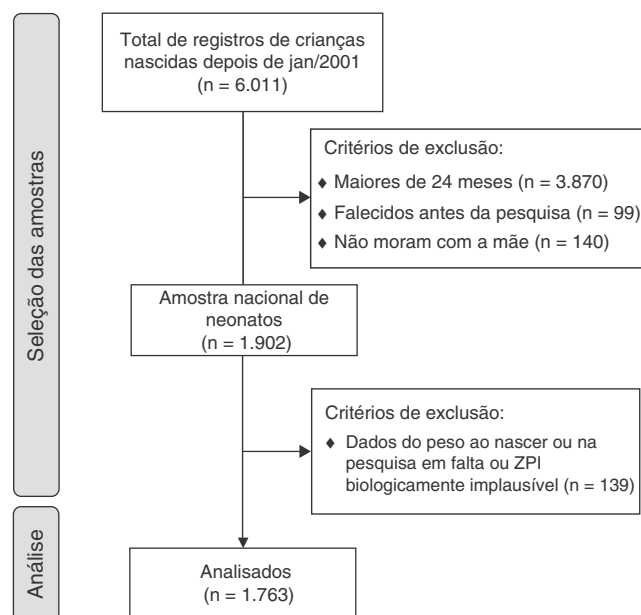 Seleção das amostras
Total de registros de crianças
nascidas depois de jan/2001
(n = 6.011)
Critérios de exclusão:
♦ Maiores de 24 meses (n = 3.870)
♦ Falecidos antes da pesquisa (n = 99)
♦ Não moram com a mãe (n = 140)
Amostra nacional de
neonatos
(n = 1.902)
Critérios de exclusão:
♦ Dados do peso ao nascer ou na
pesquisa em falta ou ZPI
biologicamente implausível (n = 139)
Análise
Analisados
(n = 1.763)